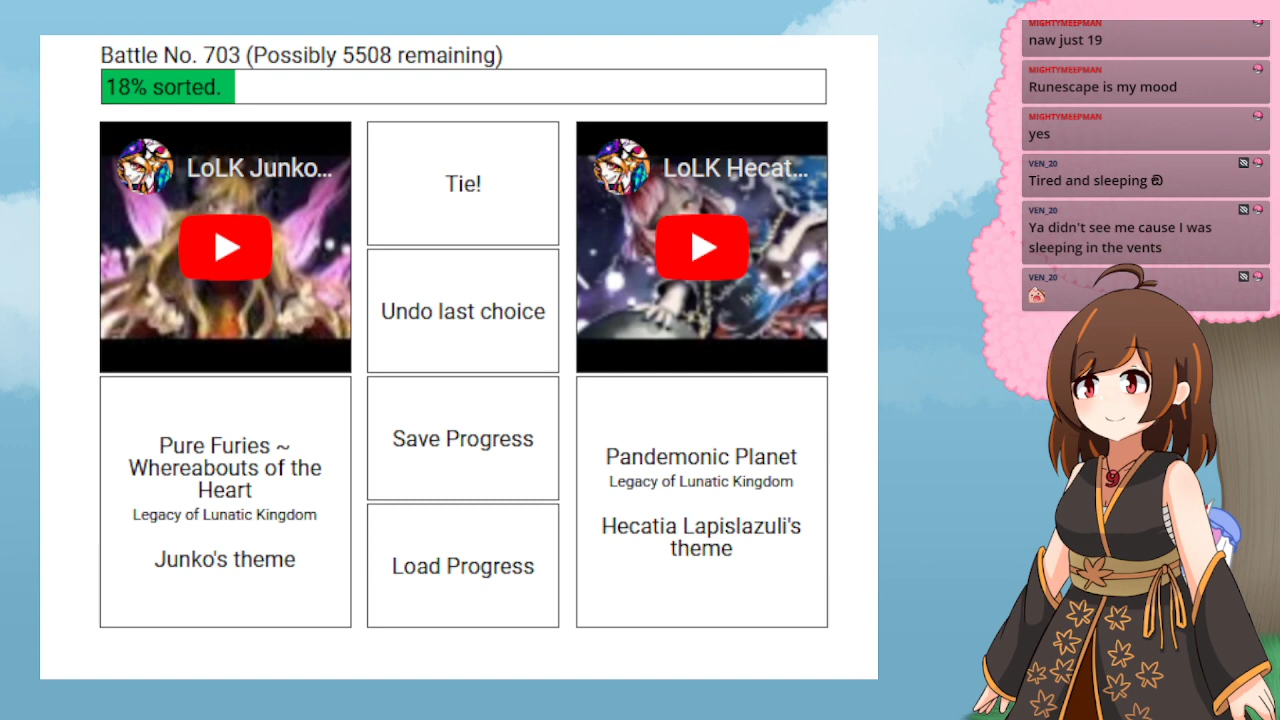 Battle No. 703 (Possibly 5508 remaining)
18% sorted.
LoLK Junko...
Tie!
LoLK Hecat...
Undo last choice
Save Progress
Load Progress
Pure Furies ~
Whereabouts of the
Heart
Legacy of Lunatic Kingdom
Junko's theme
Pandemonic Planet
Legacy of Lunatic Kingdom
Hecatia Lapislazuli's
theme
MIGHTYMEEPMAN
naw just 19
MIGHTYMEEPMAN
Runescape is my mood
MIGHTYMEEPMAN
yes
VEN_20
Tired and sleeping ඞ
VEN_20
Ya didn't see me cause I was
sleeping in the vents
VEN_20
9